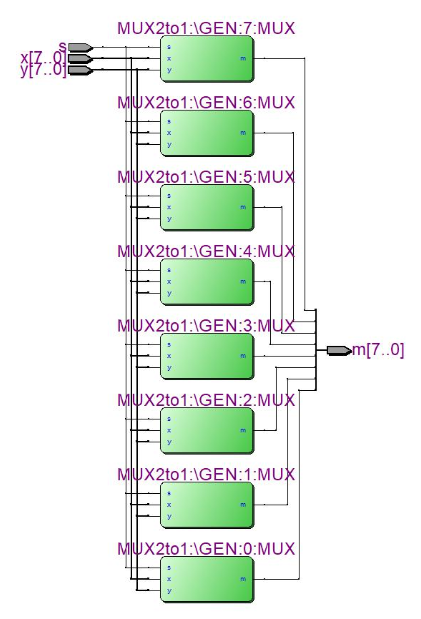 MUX2to1:\GEN:7:MUX
s
x[7..0]
y[7..0]
s
x
y
m
MUX2to1:\GEN:6:MUX
s
x
y
m
MUX2to1:\GEN:5:MUX
s
x
y
m
MUX2to1:\GEN:4:MUX
s
x
y
m
MUX2to1:\GEN:3:MUX
s
x
y
m
m[7..0]
MUX2to1:\GEN:2:MUX
s
x
y
m
MUX2to1:\GEN:1:MUX
s
x
y
m
MUX2to1:\GEN:0:MUX
s
x
y
m